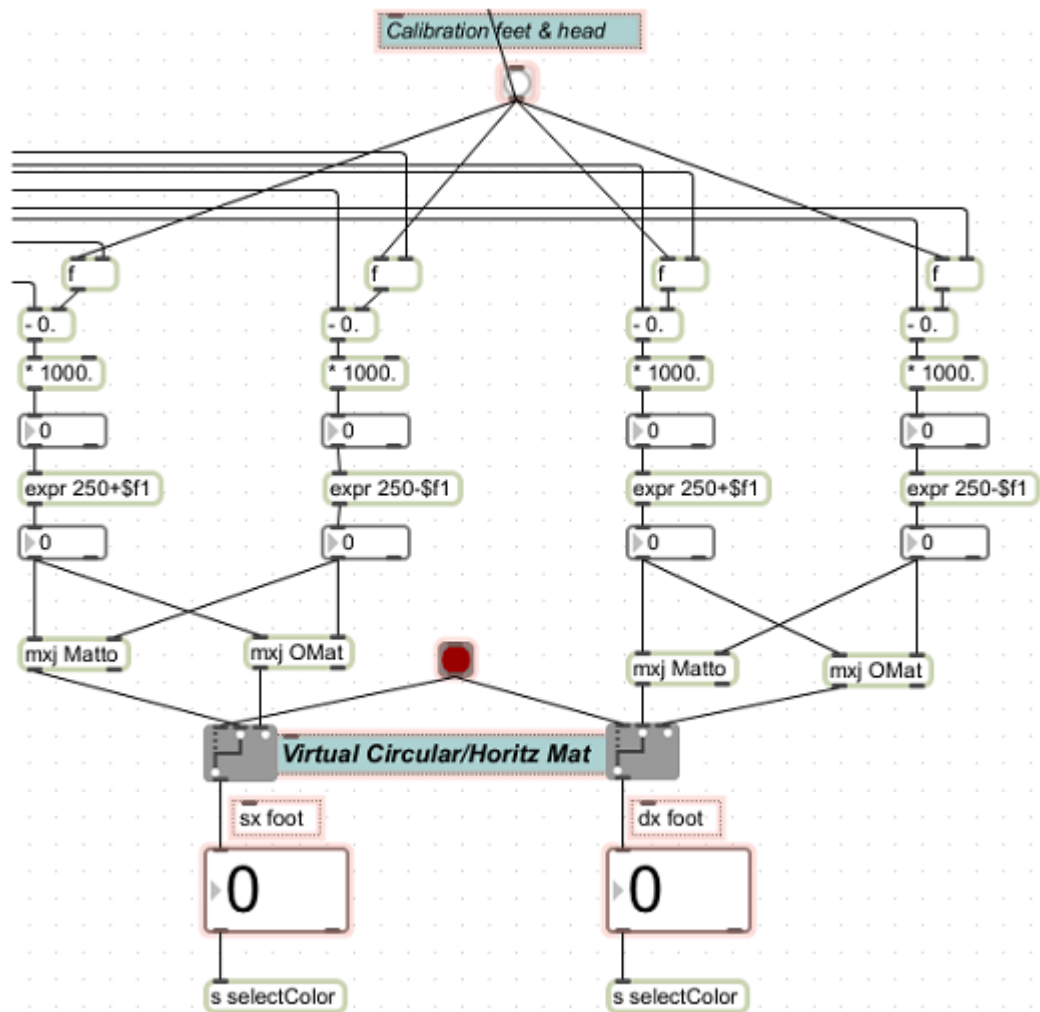 Calibration feet & head
f
f
f
f
- 0.
- 0.
- 0.
- 0.
* 1000.
* 1000.
* 1000.
* 1000.
0
0
0
0
expr 250+$f1
expr 250-$f1
expr 250+$f1
expr 250-$f1
0
0
0
0
mxj Matto
mxj OMat
mxj Matto
mxj OMat
Virtual Circular/Horitz Mat
sx foot
dx foot
0
0
s selectColor
s selectColor